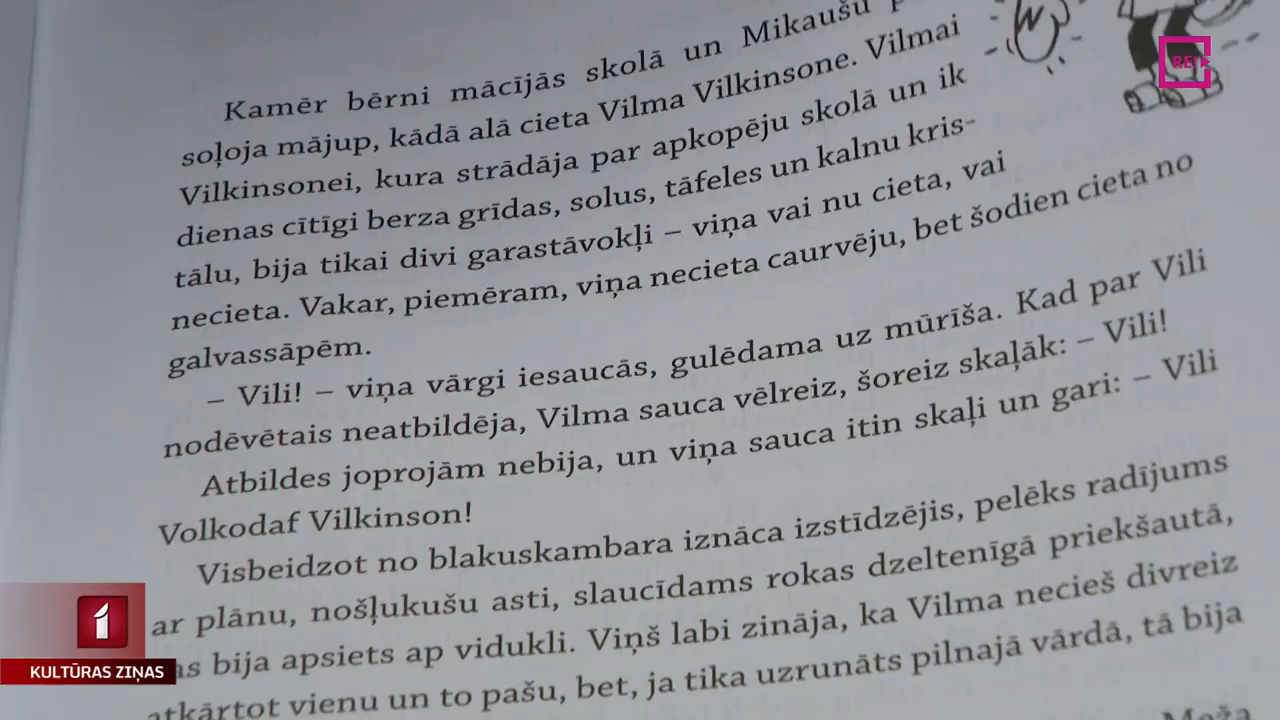 Kamēr bērni mācījās skolā un Mikaušu
soļoja mājup, kādā alā cieta Vilma Vilkinsone. Vilmai
Vilkinsonei, kura strādāja par apkopēju skolā un ik
dienas cītīgi berza grīdas, solus, tāfeles un kalnu kris-
tālu, bija tikai divi garastāvokļi – viņa vai nu cieta, vai
necieta. Vakar, piemēram, viņa necieta caurvēju, bet šodien cieta no
galvassāpēm.
– Vili! – viņa vārgi iesaucās, gulēdama uz mūrīša. Kad par Vili
nodēvētais neatbildēja, Vilma sauca vēlreiz, šoreiz skaļāk: – Vili!
Atbildes joprojām nebija, un viņa sauca itin skaļi un gari: – Vili
Volkodaf Vilkinson!
Visbeidzot no blakuskambara iznāca izstīdzējis, pelēks radījums
ar plānu, nošļukušu asti, slaucīdams rokas dzeltenīgā priekšautā,
bija apsiets ap vidukli. Viņš labi zināja, ka Vilma necieš divreiz
atkārtot vienu un to pašu, bet, ja tika uzrunāts pilnajā vārdā, tā bija
Meža
RE!
1
KULTŪRAS ZIŅAS